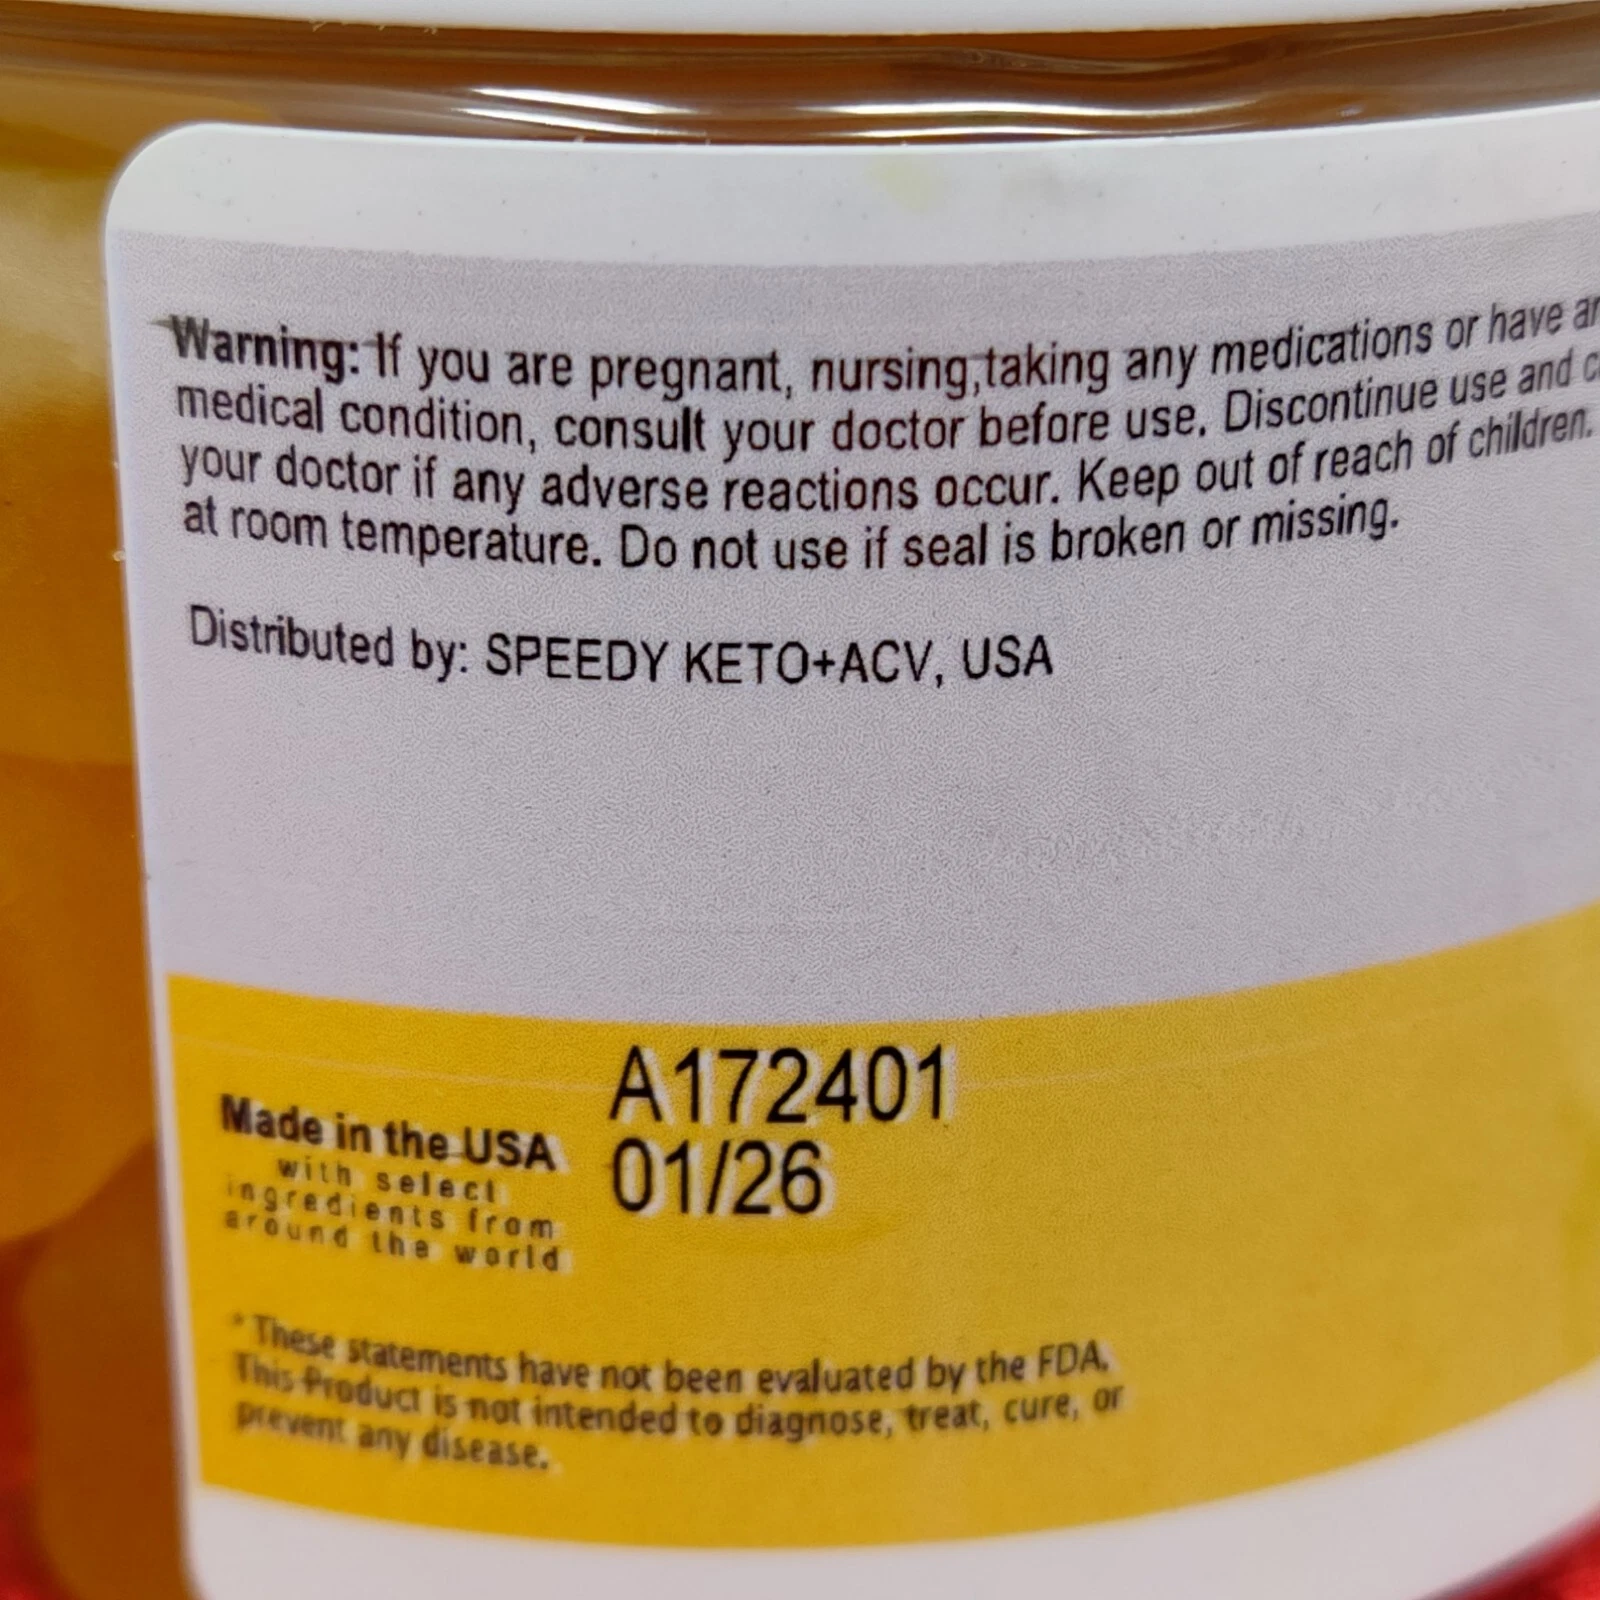 Warning: If you are pregnant, nursing,taking any medications or have
medical condition, consult your doctor before use. Discontinue use and
your doctor if any adverse reactions occur. Keep out of reach of children.
at room temperature. Do not use if seal is broken or missing.
Distributed by: SPEEDY KETO+ACV, USA
A172401
01/26
Made in the USA
with select
ingredients from
around the world
* These statements have not been evaluated by the FDA.
This Product is not intended to diagnose, treat, cure, or
prevent any disease.